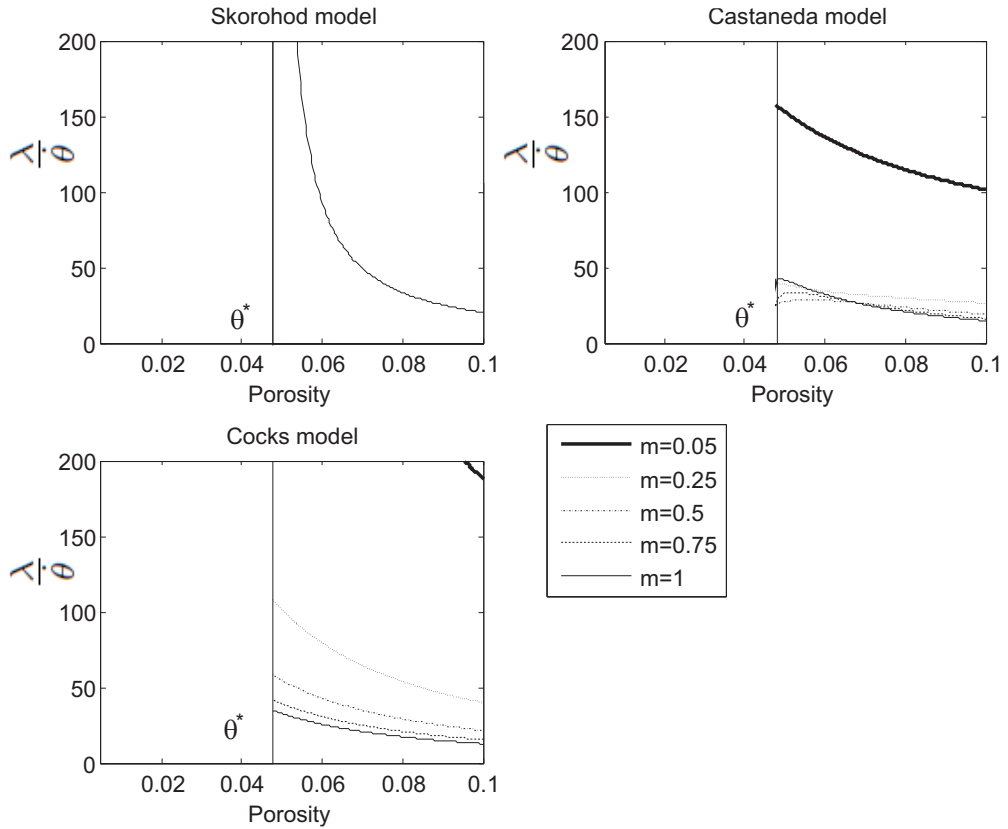 Skorohod model
200
150
100
50
0
λ
θ̇
θ*
0.02 0.04 0.06 0.08 0.1
Porosity
Castaneda model
200
150
100
50
0
λ
θ̇
θ*
0.02 0.04 0.06 0.08 0.1
Porosity
Cocks model
200
150
100
50
0
λ
θ̇
θ*
0.02 0.04 0.06 0.08 0.1
Porosity
m=0.05
m=0.25
m=0.5
m=0.75
m=1